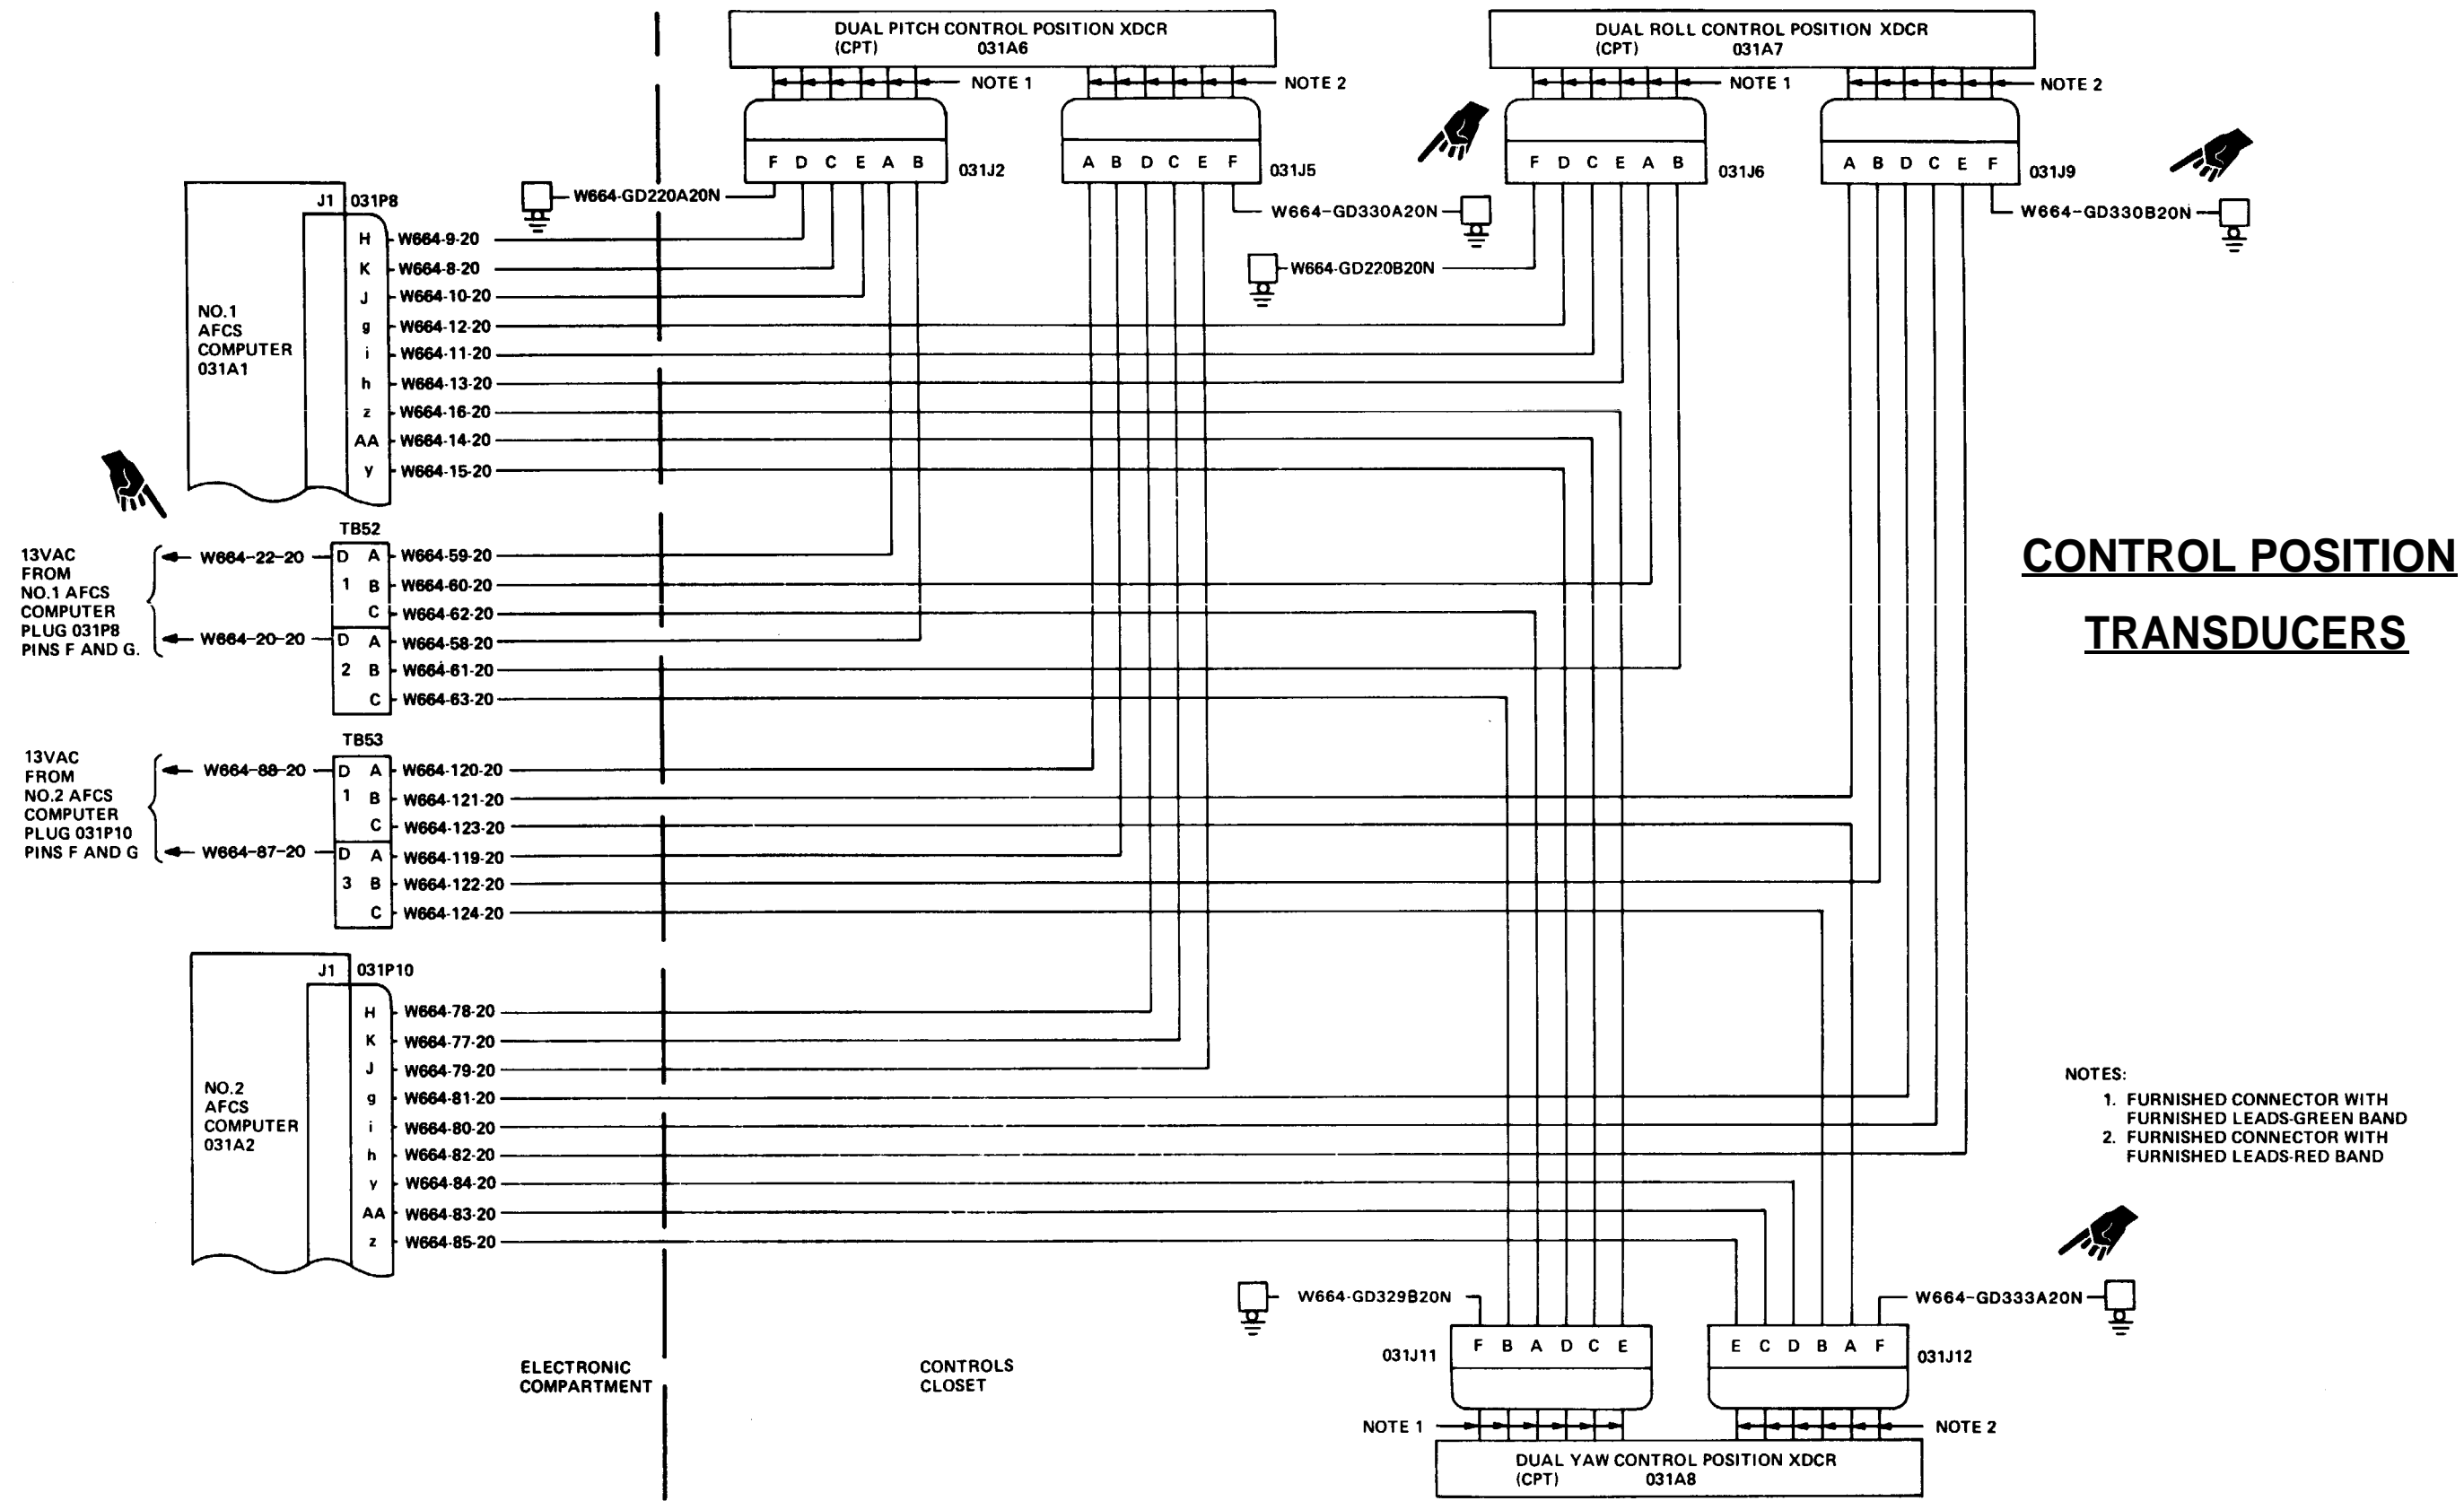 DUAL PITCH CONTROL POSITION XDCR
(CPT) 031A6
NOTE 1
NOTE 2
F D C E A B
031J2
A B D C E F
031J5
W664-GD220A20N
W664-GD330A20N
DUAL ROLL CONTROL POSITION XDCR
(CPT) 031A7
NOTE 1
NOTE 2
F D C E A B
031J6
A B D C E F
031J9
W664-GD220B20N
W664-GD330B20N
J1 031P8
NO.1
AFCS
COMPUTER
031A1
H W664-9-20
K W664-8-20
J W664-10-20
g W664-12-20
i W664-11-20
h W664-13-20
z W664-16-20
AA W664-14-20
y W664-15-20
TB52
13VAC
FROM
NO.1 AFCS
COMPUTER
PLUG 031P8
PINS F AND G.
W664-22-20 D A W664-59-20
1 B W664-60-20
C W664-62-20
W664-20-20 D A W664-58-20
2 B W664-61-20
C W664-63-20
TB53
13VAC
FROM
NO.2 AFCS
COMPUTER
PLUG 031P10
PINS F AND G
W664-88-20 D A W664-120-20
1 B W664-121-20
C W664-123-20
W664-87-20 D A W664-119-20
3 B W664-122-20
C W664-124-20
J1 031P10
NO.2
AFCS
COMPUTER
031A2
H W664-78-20
K W664-77-20
J W664-79-20
g W664-81-20
i W664-80-20
h W664-82-20
y W664-84-20
AA W664-83-20
z W664-85-20
CONTROL POSITION
TRANSDUCERS
NOTES:
1. FURNISHED CONNECTOR WITH
FURNISHED LEADS-GREEN BAND
2. FURNISHED CONNECTOR WITH
FURNISHED LEADS-RED BAND
W664-GD329B20N
W664-GD333A20N
031J11
F B A D C E
E C D B A F
031J12
NOTE 1
NOTE 2
DUAL YAW CONTROL POSITION XDCR
(CPT) 031A8
ELECTRONIC
COMPARTMENT
CONTROLS
CLOSET